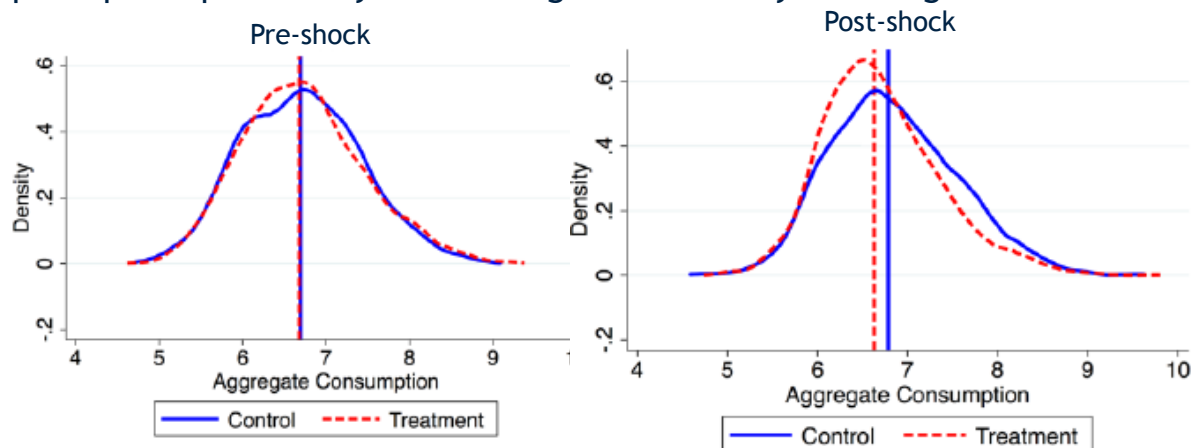 Pre-shock
Density
.6
.4
.2
0
-.2
4 5 6 7 8 9
Aggregate Consumption
Control Treatment
Post-shock
Density
.6
.4
.2
0
-.2
4 5 6 7 8 9 10
Aggregate Consumption
Control Treatment